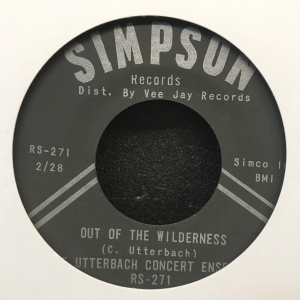 SIMPSON
Records
Dist. By Vee Jay Records
RS-271
2/28
Simco
BMI
OUT OF THE WILDERNESS
(C. Utterbach)
UTTERBACH CONCERT
RS-271